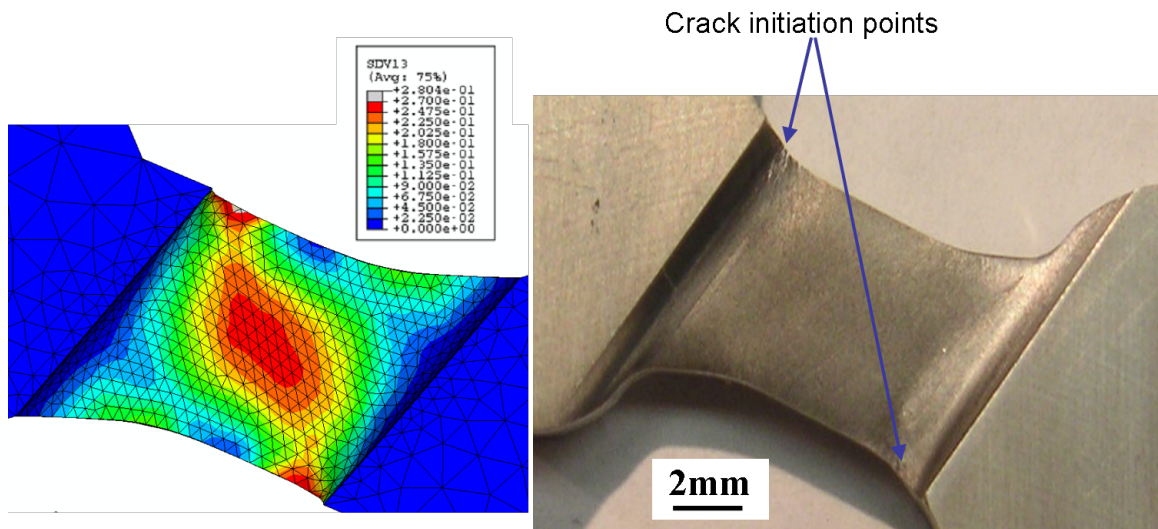 Crack initiation points
SDV13
(Avg: 75%)
+2.804e-01
+2.700e-01
+2.475e-01
+2.250e-01
+2.025e-01
+1.800e-01
+1.575e-01
+1.350e-01
+1.125e-01
+9.000e-02
+6.750e-02
+4.500e-02
+2.250e-02
+0.000e+00
2mm